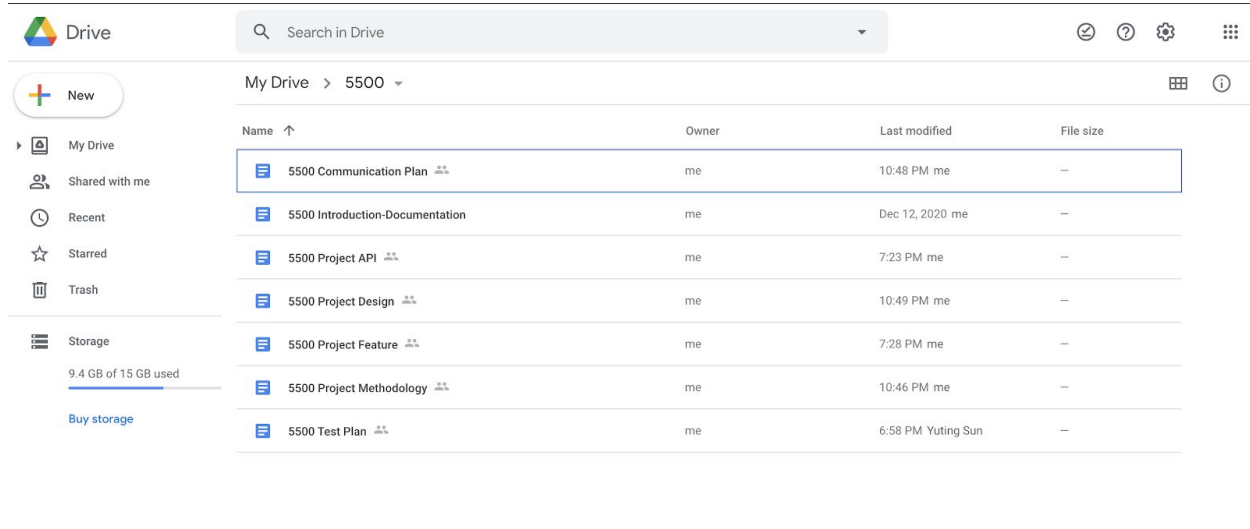 Drive
Search in Drive
New
My Drive > 5500
Name Owner Last modified File size
My Drive
Shared with me
Recent
Starred
Trash
Storage
9.4 GB of 15 GB used
Buy storage
5500 Communication Plan me 10:48 PM me —
5500 Introduction-Documentation me Dec 12, 2020 me —
5500 Project API me 7:23 PM me —
5500 Project Design me 10:49 PM me —
5500 Project Feature me 7:28 PM me —
5500 Project Methodology me 10:46 PM me —
5500 Test Plan me 6:58 PM Yuting Sun —